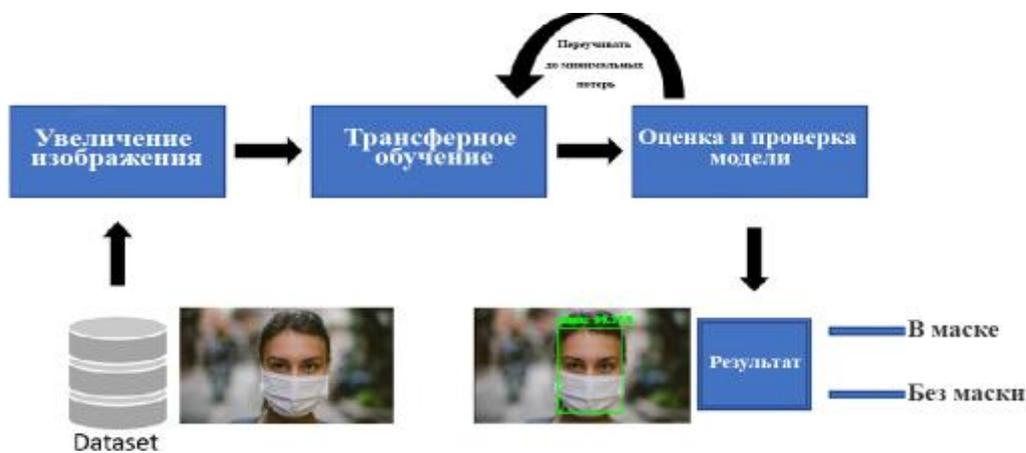 Переучивать
до минимальных
потерь
Увеличение
изображения
Трансферное
обучение
Оценка и проверка
модели
Результат
В маске
Без маски
Dataset